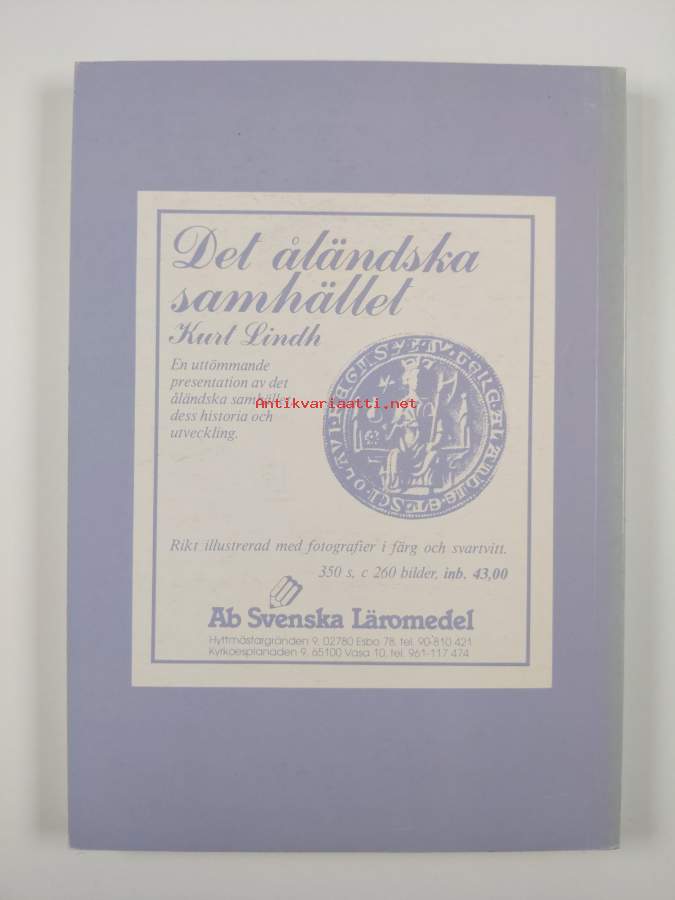 Det åländska
samhället
Kurt Lindh
En uttömmande
presentation av det
åländska samhället,
dess historia och
utveckling.
Antikvariaatti.net
Rikt illustrerad med fotografier i färg och svartvitt.
350 s, c 260 bilder, inb. 43,00
Ab Svenska Läromedel
Hyttmästargränden 9, 02780 Esbo 78, tel. 90-810 421
Kyrkoesplanaden 9, 65100 Vasa 10, tel. 961-117 474